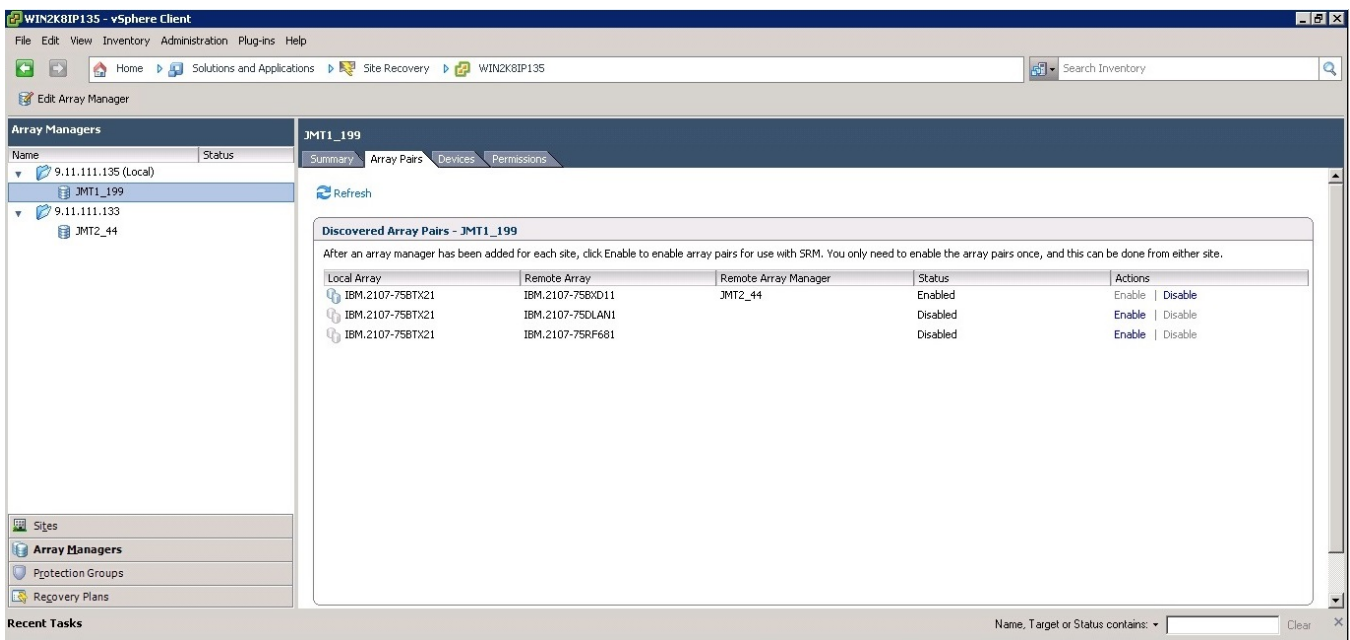 WIN2K8IP135 - vSphere Client
File Edit View Inventory Administration Plug-ins Help
Home Solutions and Applications Site Recovery WIN2K8IP135 Search Inventory
Edit Array Manager
Array Managers
Name Status
9.11.111.135 (Local)
JMT1_199
9.11.111.133
JMT2_44
Sites
Array Managers
Protection Groups
Recovery Plans
JMT1_199
Summary Array Pairs Devices Permissions
Refresh
Discovered Array Pairs - JMT1_199
After an array manager has been added for each site, click Enable to enable array pairs for use with SRM. You only need to enable the array pairs once, and this can be done from either site.
Local Array Remote Array Remote Array Manager Status Actions
IBM.2107-75BTX21 IBM.2107-75BXD11 JMT2_44 Enabled Enable | Disable
IBM.2107-75BTX21 IBM.2107-75DLAN1 Disabled Enable | Disable
IBM.2107-75BTX21 IBM.2107-75RF681 Disabled Enable | Disable
Recent Tasks Name, Target or Status contains: Clear